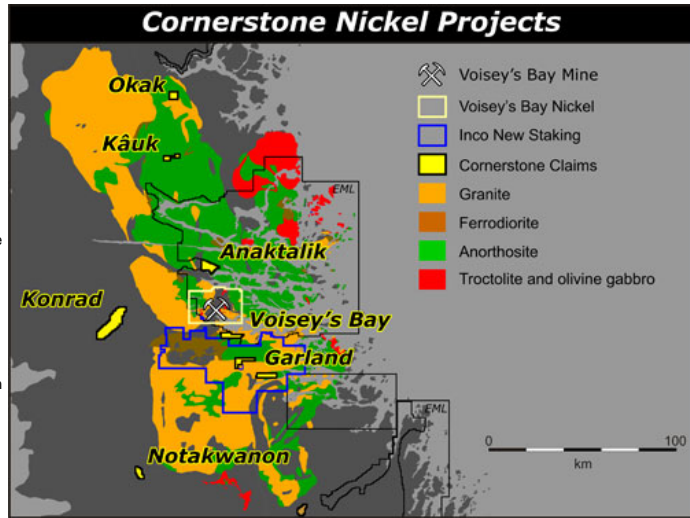 Cornerstone Nickel Projects
Okak
Kâuk
EML
Anaktalik
Konrad
Voisey's Bay
Garland
Notakwanon
EML
Voisey's Bay Mine
Voisey's Bay Nickel
Inco New Staking
Cornerstone Claims
Granite
Ferrodiorite
Anorthosite
Troctolite and olivine gabbro
0 100
km